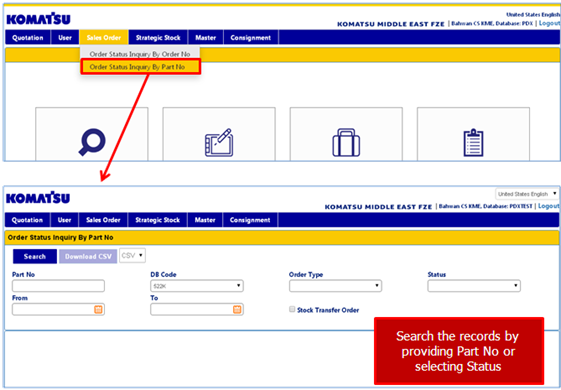 United States English
KOMATSU
KOMATSU MIDDLE EAST FZE | Bahman CS KME, Database: PDX | Logout
Quotation User Sales Order Strategic Stock Master Consignment
Order Status Inquiry By Order No
Order Status Inquiry By Part No
United States English
KOMATSU
KOMATSU MIDDLE EAST FZE | Bahman CS KME, Database: PDXTEST | Logout
Quotation User Sales Order Strategic Stock Master Consignment
Order Status Inquiry By Part No
Search Download CSV CSV
Part No DB Code Order Type Status
522K
From To
Stock Transfer Order
Search the records by
providing Part No or
selecting Status